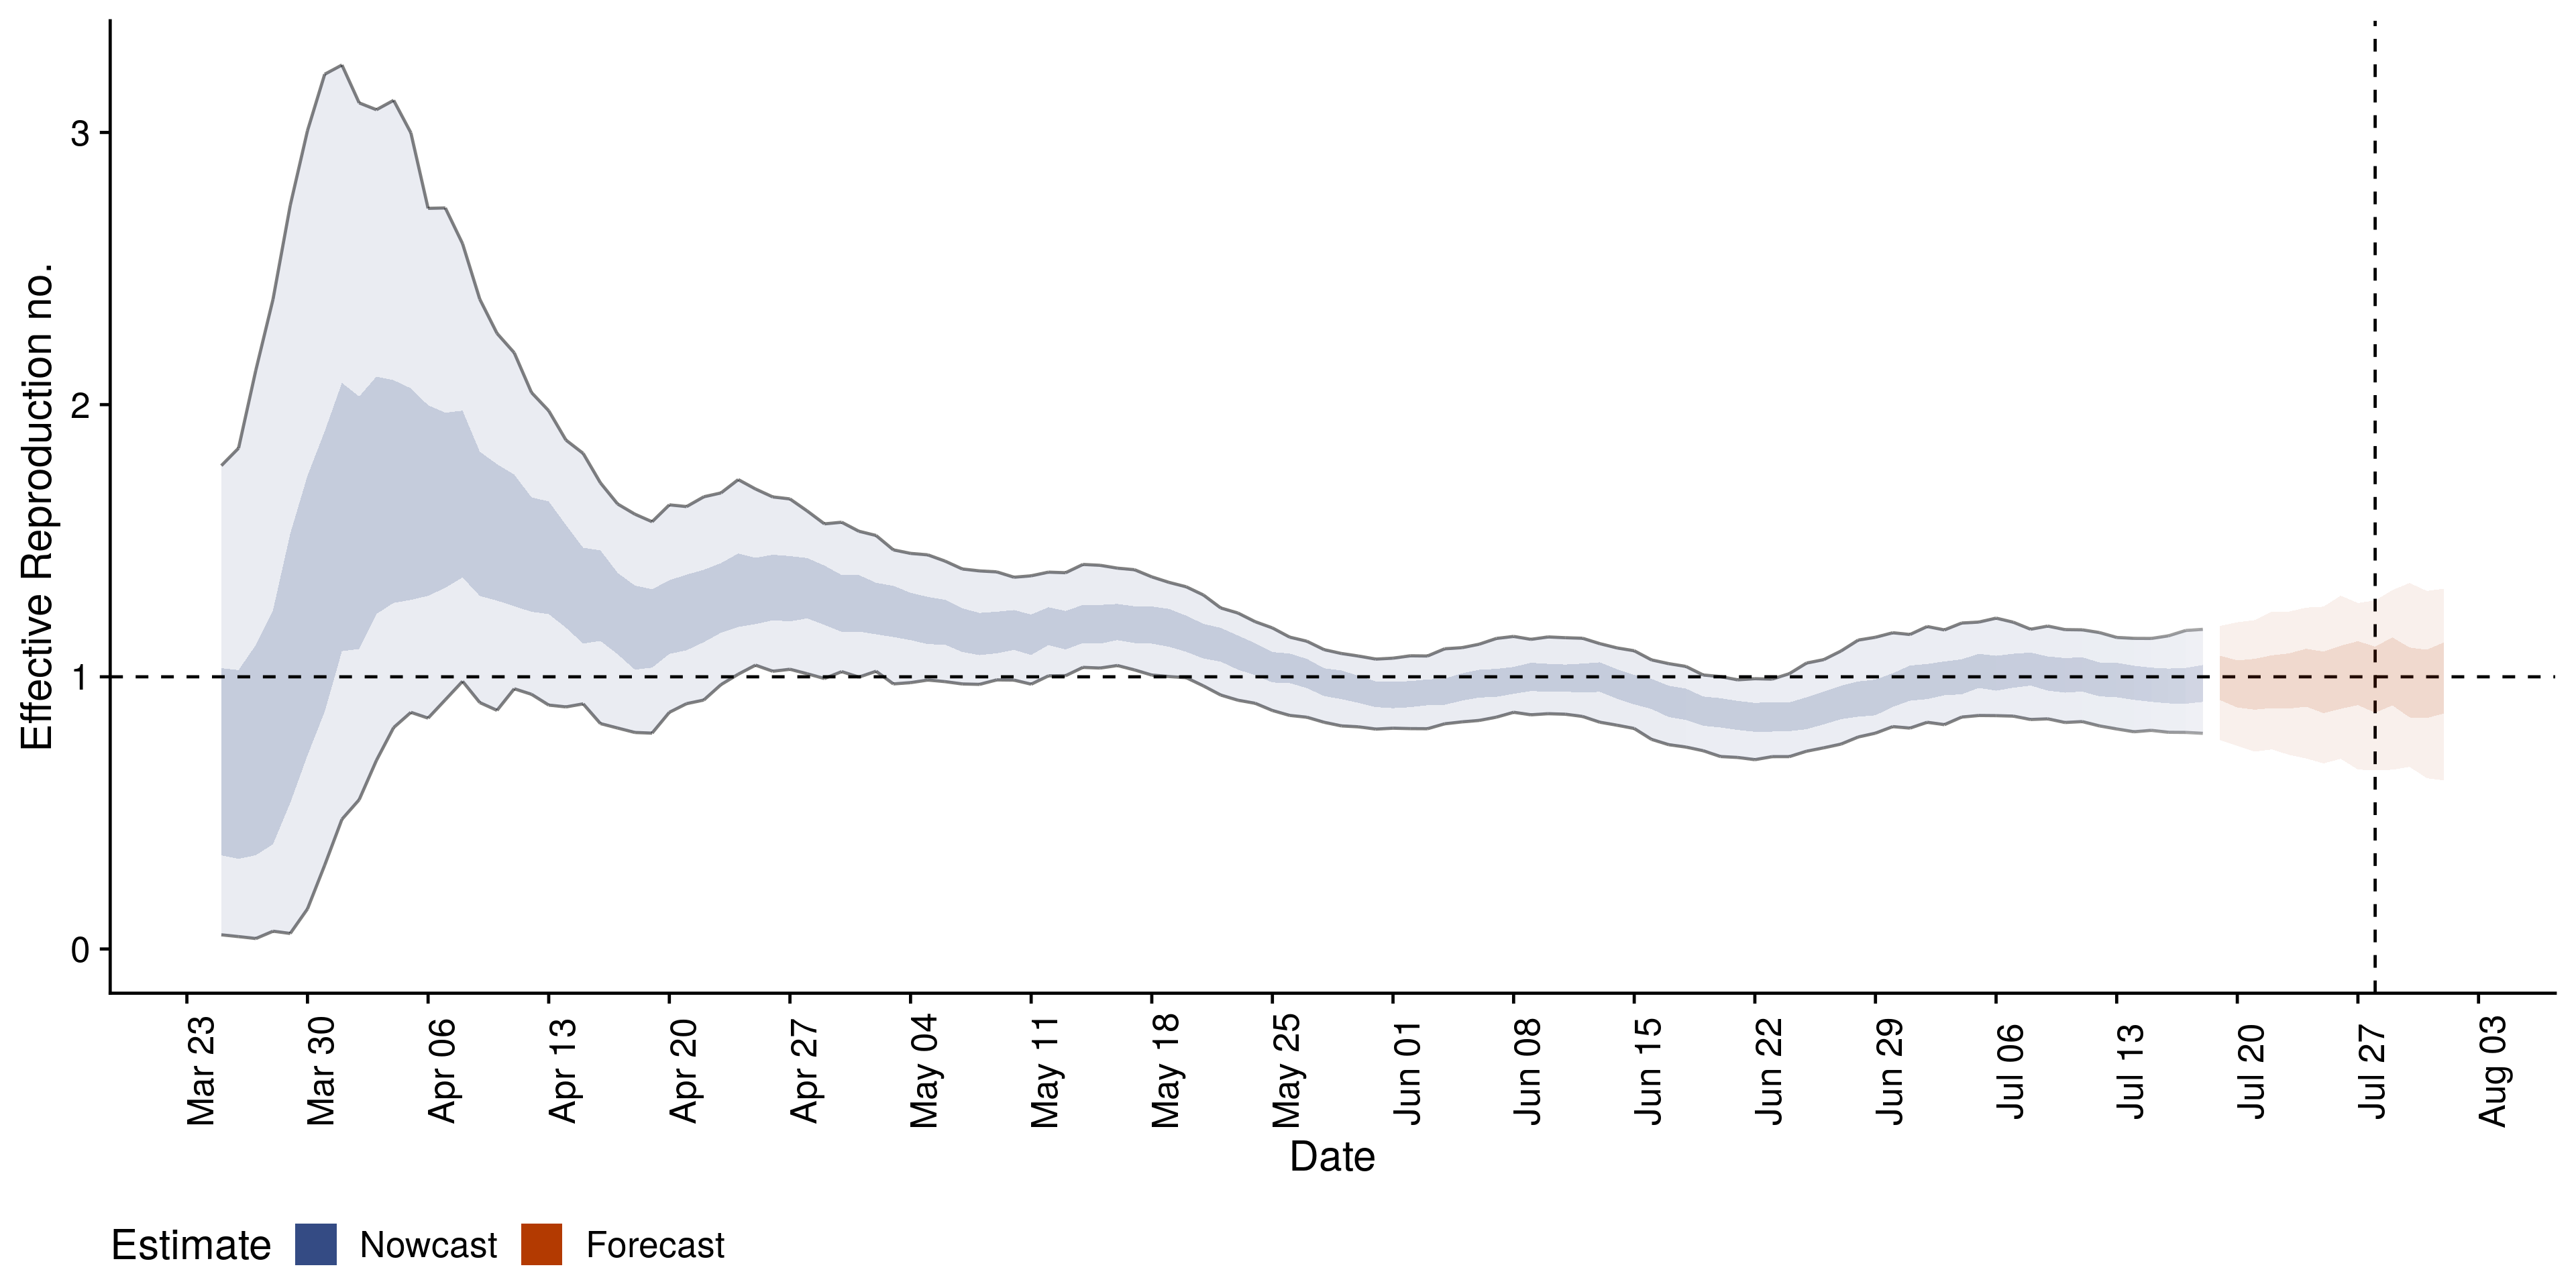 Effective Reproduction no.
3
2
1
0
Mar 23
Mar 30
Apr 06
Apr 13
Apr 20
Apr 27
May 04
May 11
May 18
May 25
Jun 01
Jun 08
Jun 15
Jun 22
Jun 29
Jul 06
Jul 13
Jul 20
Jul 27
Aug 03
Date
Estimate Nowcast Forecast